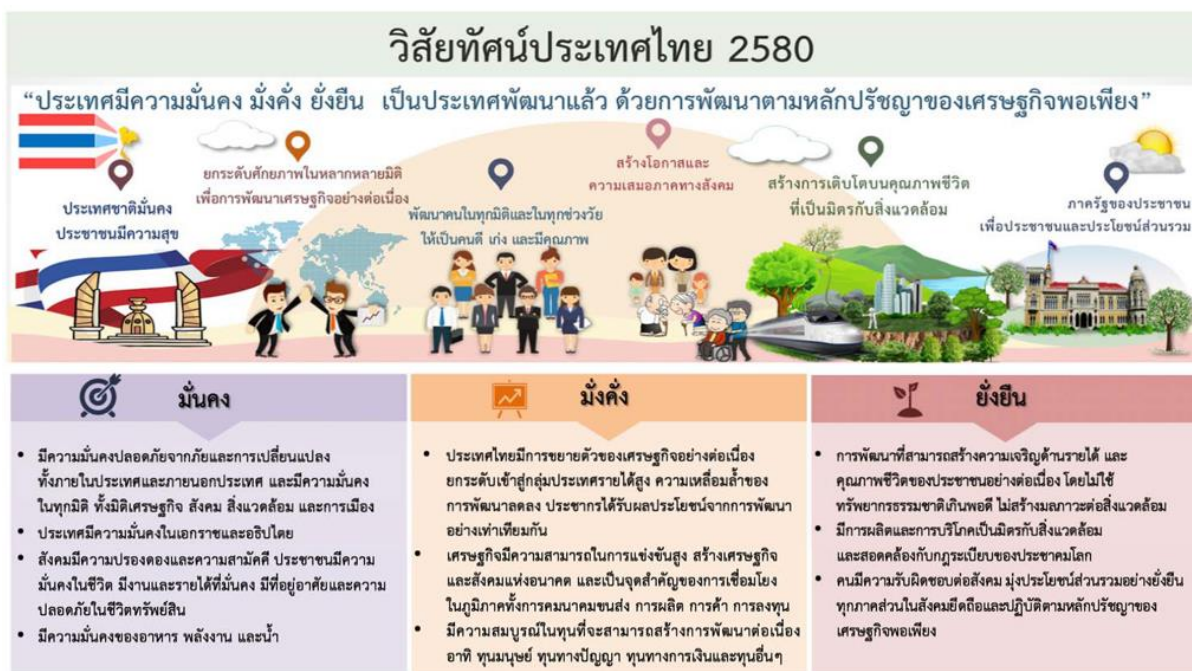 วิสัยทัศน์ประเทศไทย 2580
“ประเทศมีความมั่นคง มั่งคั่ง ยั่งยืน เป็นประเทศพัฒนาแล้ว ด้วยการพัฒนาตามหลักปรัชญาของเศรษฐกิจพอเพียง”
ประเทศชาติมั่นคง
ประชาชนมีความสุข
ยกระดับศักยภาพในหลากหลายมิติ
เพื่อการพัฒนาเศรษฐกิจอย่างต่อเนื่อง
พัฒนาคนในทุกมิติและในทุกช่วงวัย
ให้เป็นคนดี เก่ง และมีคุณภาพ
สร้างโอกาสและ
ความเสมอภาคทางสังคม
สร้างการเติบโตบนคุณภาพชีวิต
ที่เป็นมิตรกับสิ่งแวดล้อม
ภาครัฐของประชาชน
เพื่อประชาชนและประโยชน์ส่วนรวม
มั่นคง
• มีความมั่นคงปลอดภัยจากภัยและการเปลี่ยนแปลง
ทั้งภายในประเทศและภายนอกประเทศ และมีความมั่นคง
ในทุกมิติ ทั้งมิติเศรษฐกิจ สังคม สิ่งแวดล้อม และการเมือง
• ประเทศมีความมั่นคงในเอกราชและอธิปไตย
• สังคมมีความปรองดองและความสามัคคี ประชาชนมีความ
มั่นคงในชีวิต มีงานและรายได้ที่มั่นคง มีที่อยู่อาศัยและความ
ปลอดภัยในชีวิตทรัพย์สิน
• มีความมั่นคงของอาหาร พลังงาน และน้ำ
มั่งคั่ง
• ประเทศไทยมีการขยายตัวของเศรษฐกิจอย่างต่อเนื่อง
ยกระดับเข้าสู่กลุ่มประเทศรายได้สูง ความเหลื่อมล้ำของ
การพัฒนาลดลง ประชากรได้รับผลประโยชน์จากการพัฒนา
อย่างเท่าเทียมกัน
• เศรษฐกิจมีความสามารถในการแข่งขันสูง สร้างเศรษฐกิจ
และสังคมแห่งอนาคต และเป็นจุดสำคัญของการเชื่อมโยง
ในภูมิภาคทั้งการคมนาคมขนส่ง การผลิต การค้า การลงทุน
• มีความสมบูรณ์ในทุนที่จะสามารถสร้างการพัฒนาต่อเนื่อง
อาทิ ทุนมนุษย์ ทุนทางปัญญา ทุนทางการเงินและทุนอื่นๆ
ยั่งยืน
• การพัฒนาที่สามารถสร้างความเจริญด้านรายได้ และ
คุณภาพชีวิตของประชาชนอย่างต่อเนื่อง โดยไม่ใช้
ทรัพยากรธรรมชาติเกินพอดี ไม่สร้างมลภาวะต่อสิ่งแวดล้อม
• มีการผลิตและการบริโภคเป็นมิตรกับสิ่งแวดล้อม
และสอดคล้องกับกฎระเบียบของประชาคมโลก
• คนมีความรับผิดชอบต่อสังคม มุ่งประโยชน์ส่วนรวมอย่างยั่งยืน
ทุกภาคส่วนในสังคมยึดถือและปฏิบัติตามหลักปรัชญาของ
เศรษฐกิจพอเพียง